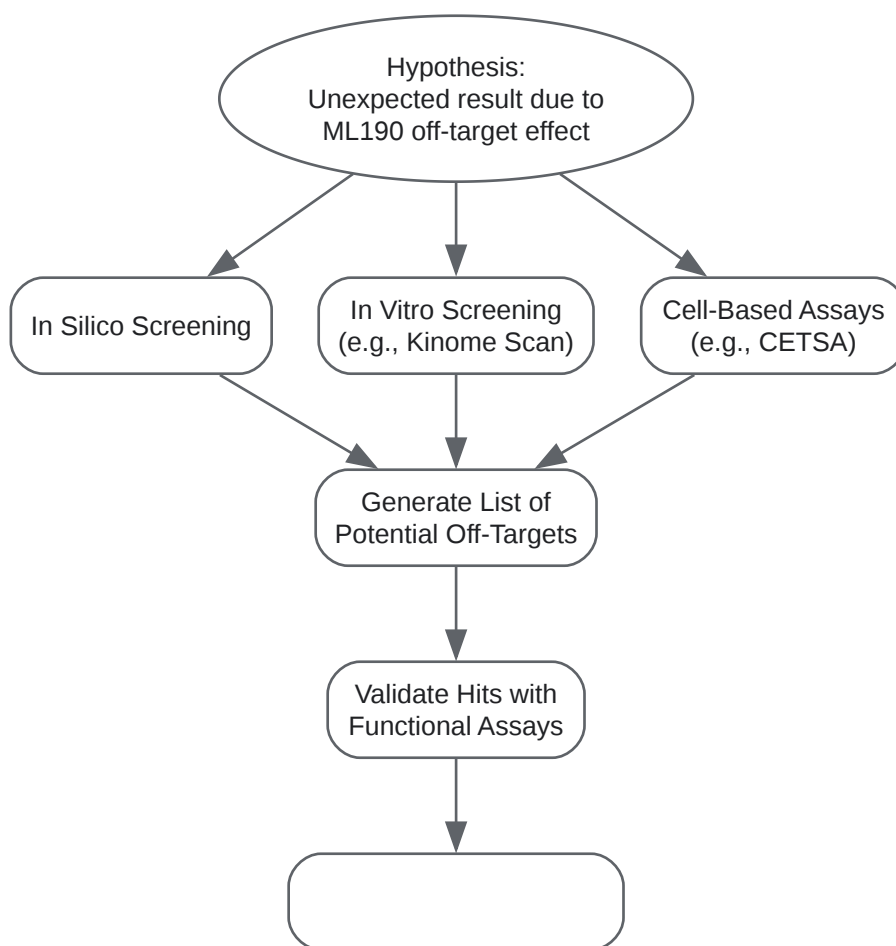 Hypothesis:
Unexpected result due to
ML190 off-target effect
In Silico Screening
In Vitro Screening
(e.g., Kinome Scan)
Cell-Based Assays
(e.g., CETSA)
Generate List of
Potential Off-Targets
Validate Hits with
Functional Assays